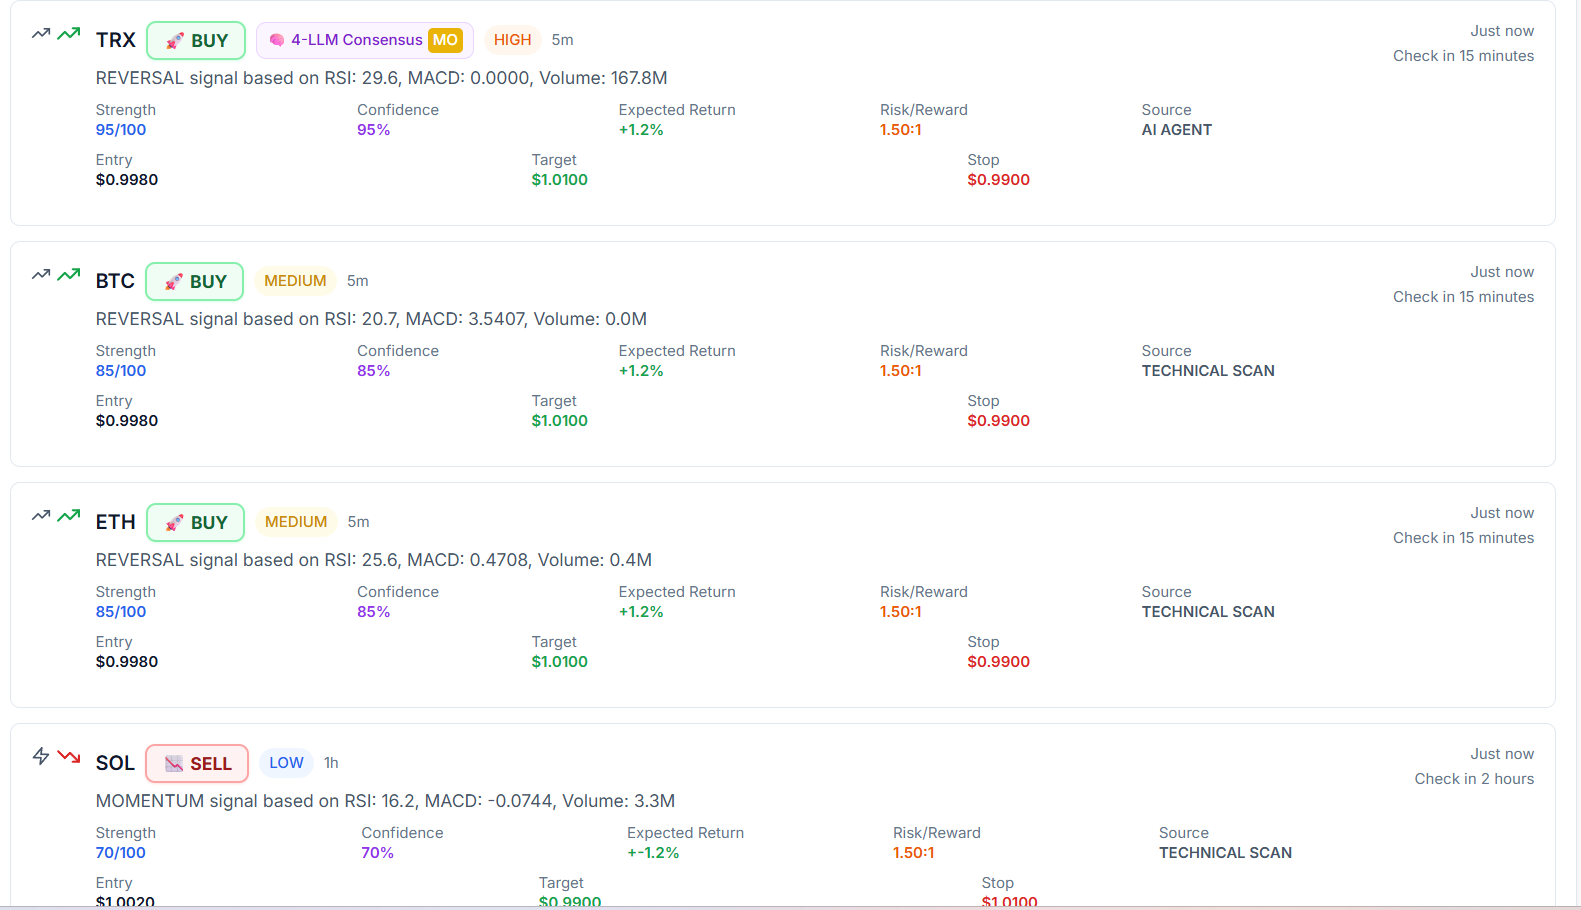 TRX 🚀 BUY 🧠 4-LLM Consensus MO HIGH 5m Just now
Check in 15 minutes
REVERSAL signal based on RSI: 29.6, MACD: 0.0000, Volume: 167.8M
Strength Confidence Expected Return Risk/Reward Source
95/100 95% +1.2% 1.50:1 AI AGENT
Entry Target Stop
$0.9980 $1.0100 $0.9900
BTC 🚀 BUY MEDIUM 5m Just now
Check in 15 minutes
REVERSAL signal based on RSI: 20.7, MACD: 3.5407, Volume: 0.0M
Strength Confidence Expected Return Risk/Reward Source
85/100 85% +1.2% 1.50:1 TECHNICAL SCAN
Entry Target Stop
$0.9980 $1.0100 $0.9900
ETH 🚀 BUY MEDIUM 5m Just now
Check in 15 minutes
REVERSAL signal based on RSI: 25.6, MACD: 0.4708, Volume: 0.4M
Strength Confidence Expected Return Risk/Reward Source
85/100 85% +1.2% 1.50:1 TECHNICAL SCAN
Entry Target Stop
$0.9980 $1.0100 $0.9900
SOL 📉 SELL LOW 1h Just now
Check in 2 hours
MOMENTUM signal based on RSI: 16.2, MACD: -0.0744, Volume: 3.3M
Strength Confidence Expected Return Risk/Reward Source
70/100 70% +-1.2% 1.50:1 TECHNICAL SCAN
Entry Target Stop
$1.0020 $0.9900 $1.0100